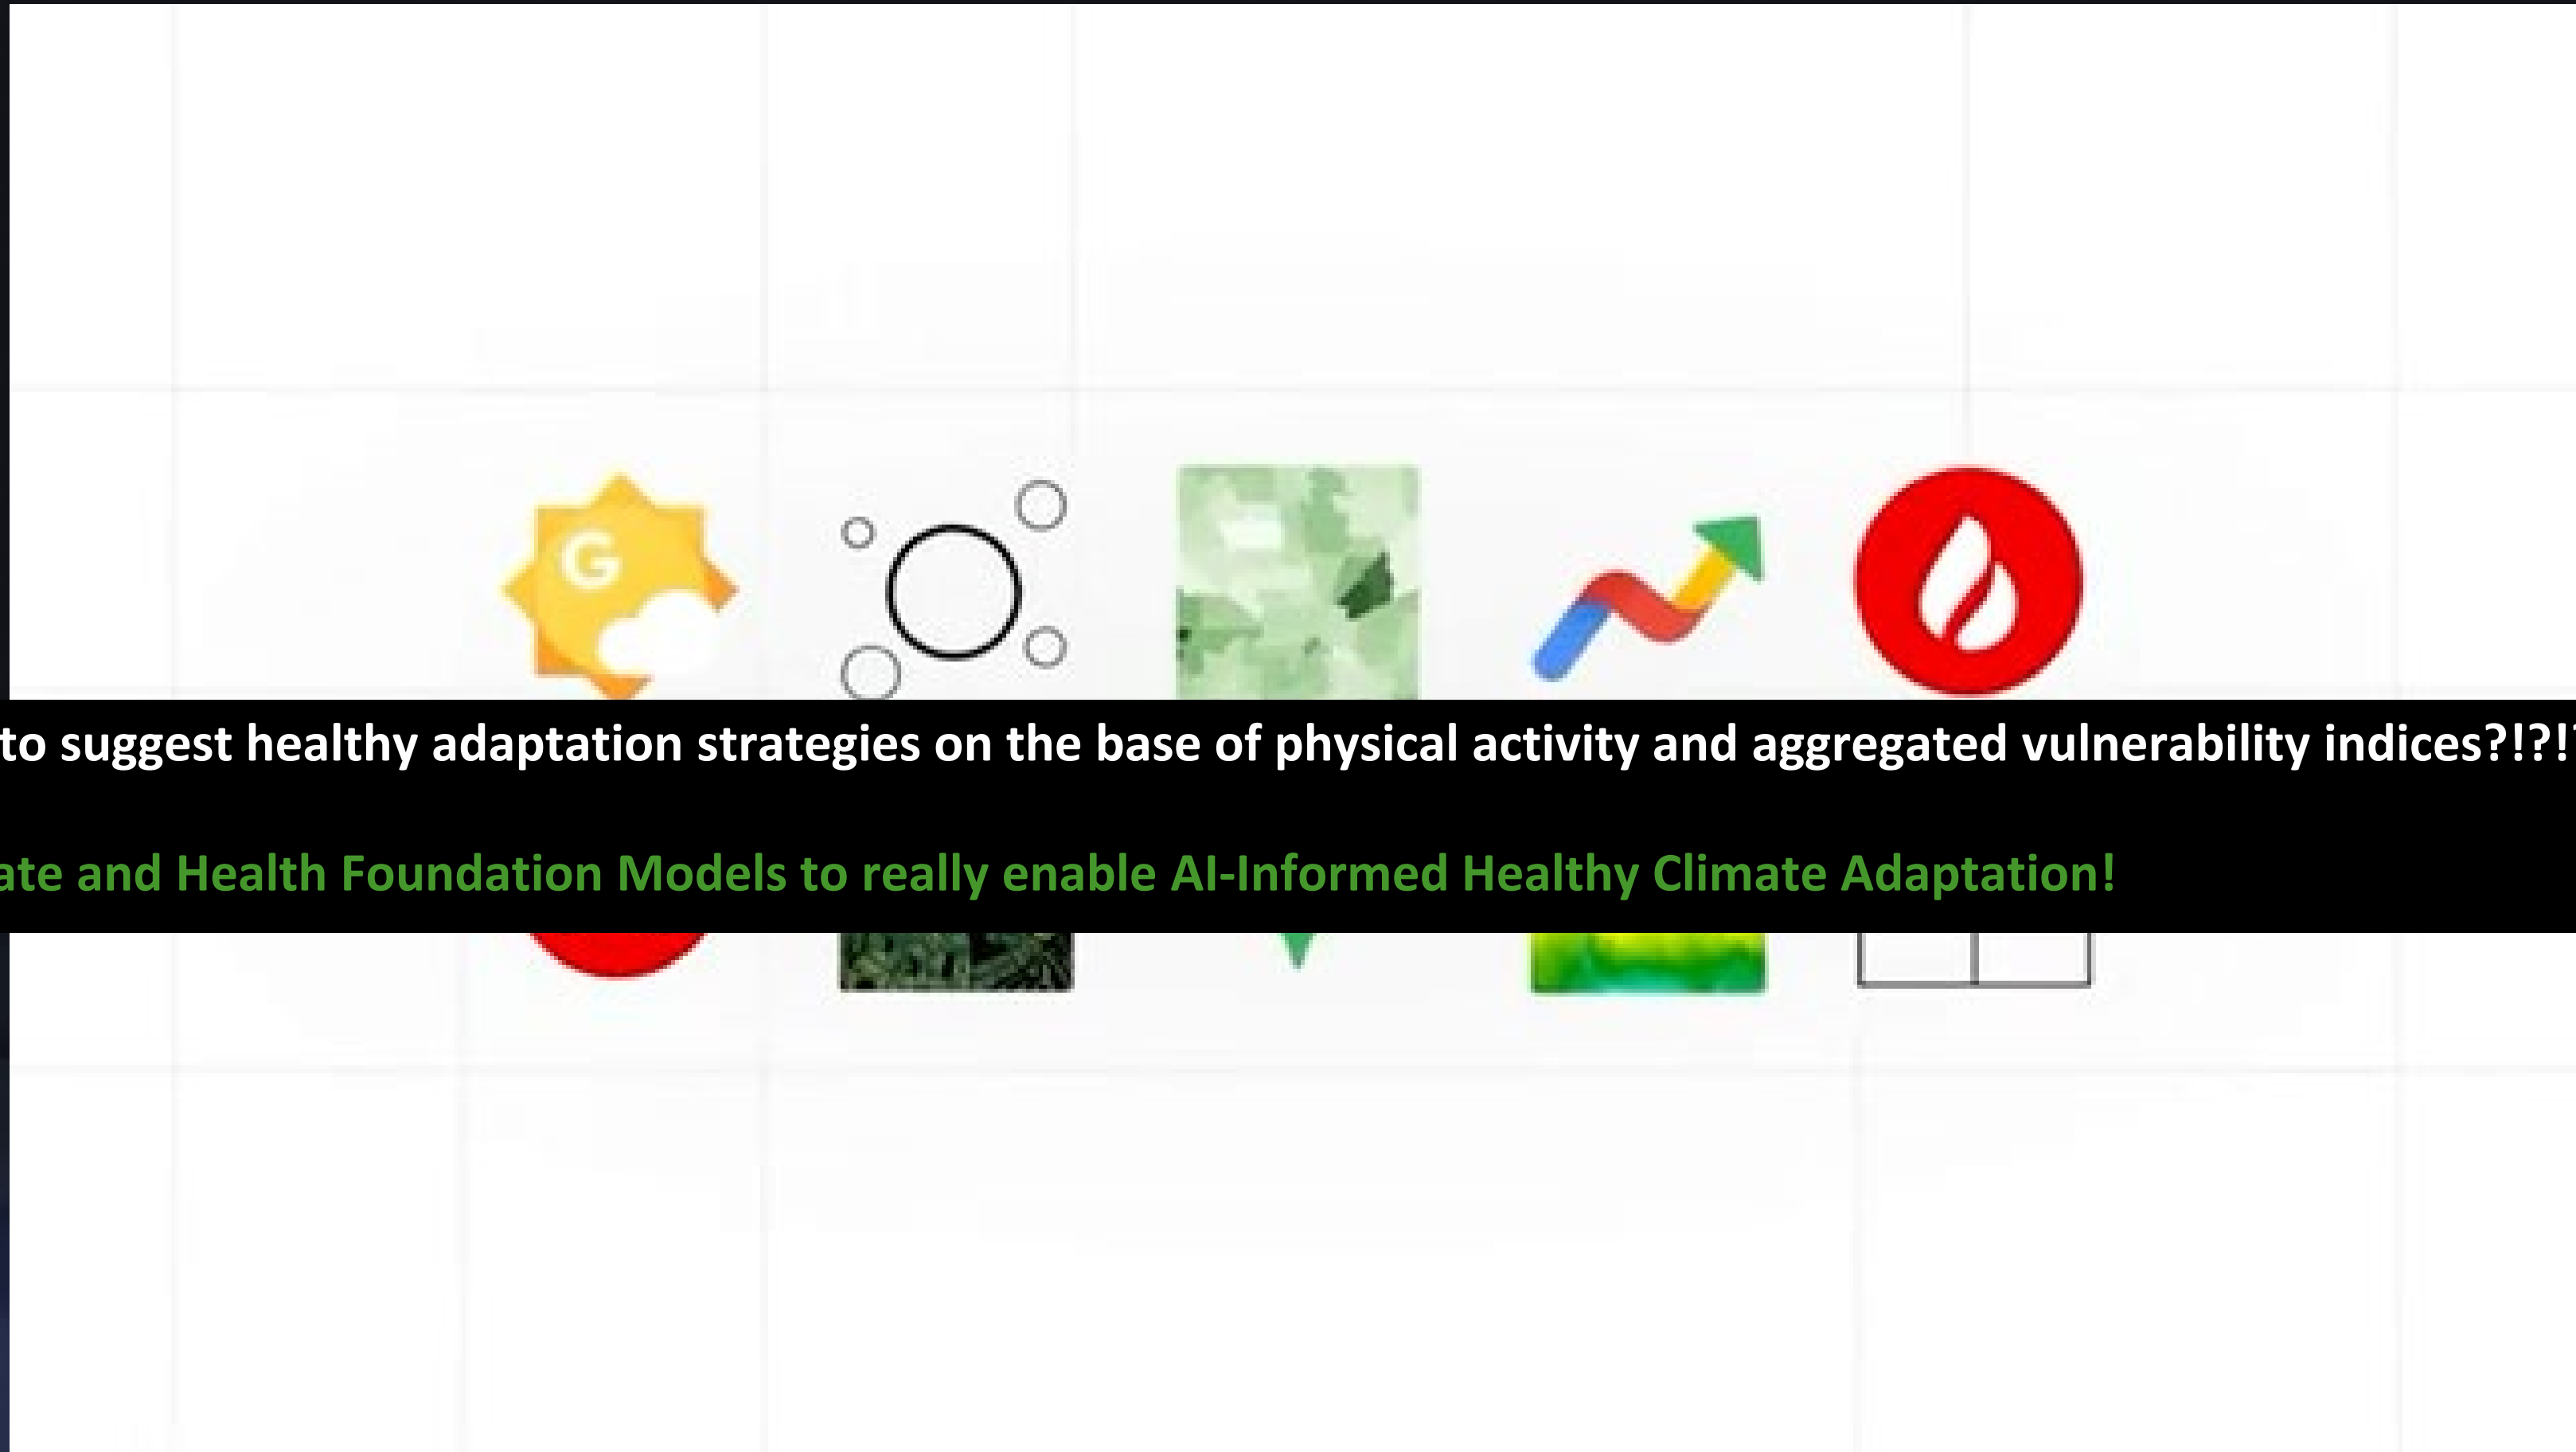 G
to suggest healthy adaptation strategies on the base of physical activity and aggregated vulnerability indices?!?!
and Health Foundation Models to really enable AI-Informed Healthy Climate Adaptation!